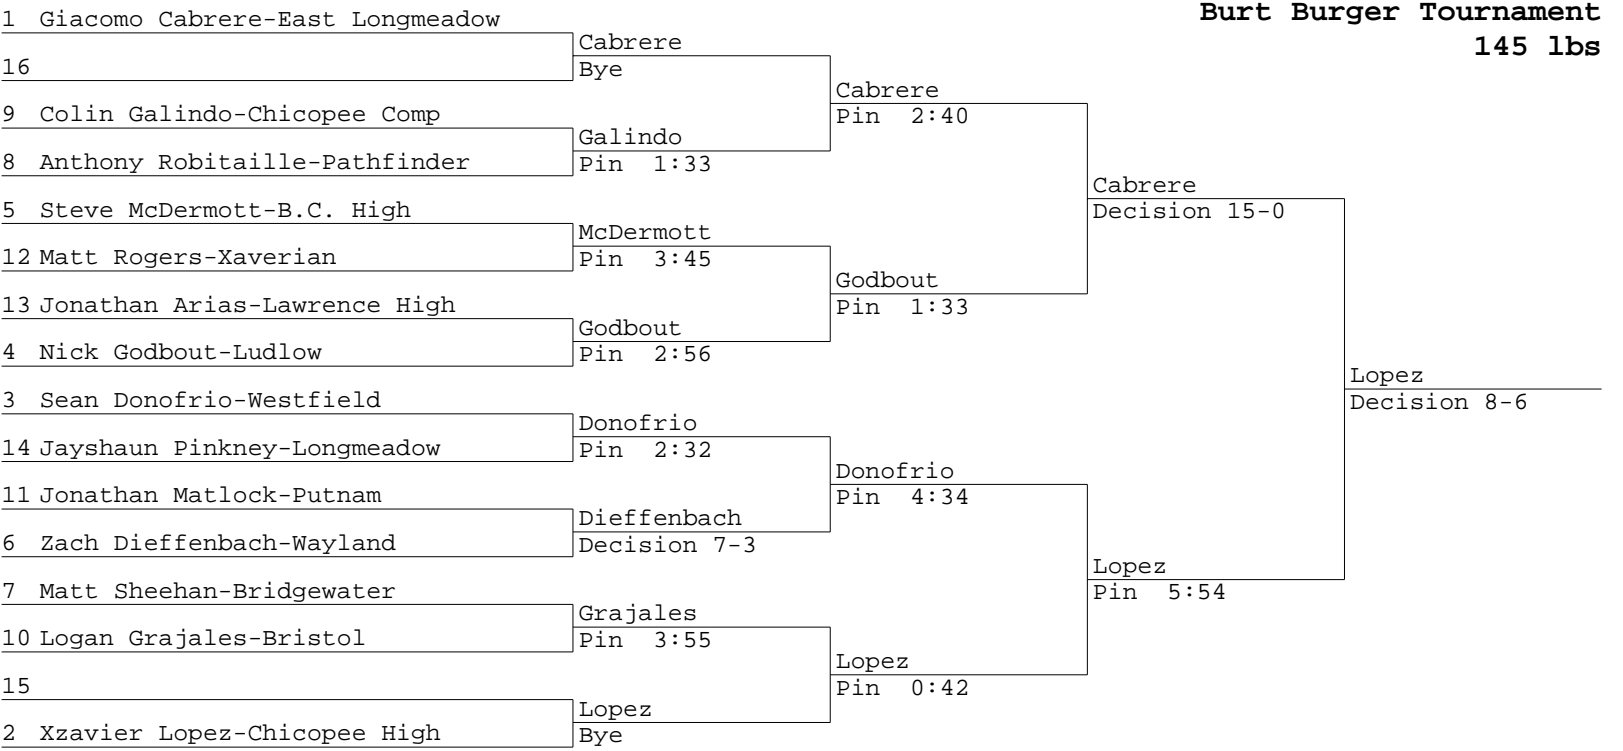 Burt Burger Tournament
145 lbs
1 Giacomo Cabrere-East Longmeadow
16
9 Colin Galindo-Chicopee Comp
8 Anthony Robitaille-Pathfinder
5 Steve McDermott-B.C. High
12 Matt Rogers-Xaverian
13 Jonathan Arias-Lawrence High
4 Nick Godbout-Ludlow
3 Sean Donofrio-Westfield
14 Jayshaun Pinkney-Longmeadow
11 Jonathan Matlock-Putnam
6 Zach Dieffenbach-Wayland
7 Matt Sheehan-Bridgewater
10 Logan Grajales-Bristol
15
2 Xzavier Lopez-Chicopee High
Cabrere
Bye
Galindo
Pin 1:33
McDermott
Pin 3:45
Godbout
Pin 2:56
Donofrio
Pin 2:32
Dieffenbach
Decision 7-3
Grajales
Pin 3:55
Lopez
Bye
Cabrere
Pin 2:40
Godbout
Pin 1:33
Donofrio
Pin 4:34
Lopez
Pin 0:42
Cabrere
Decision 15-0
Lopez
Pin 5:54
Lopez
Decision 8-6